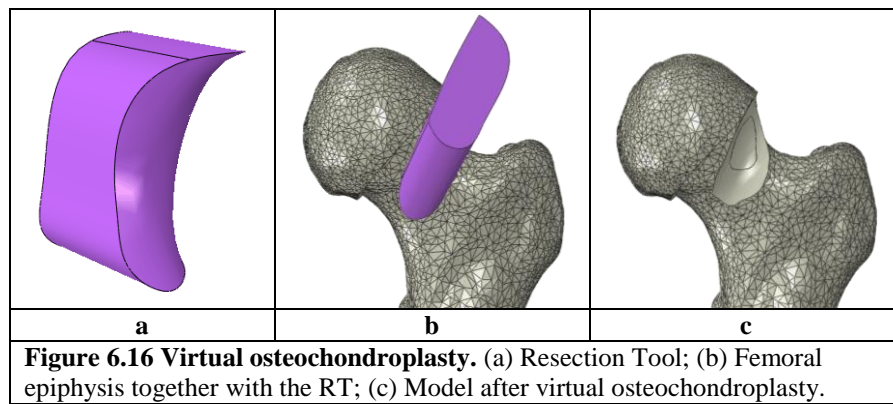 a b c
Figure 6.16 Virtual osteochondroplasty. (a) Resection Tool; (b) Femoral
epiphysis together with the RT; (c) Model after virtual osteochondroplasty.